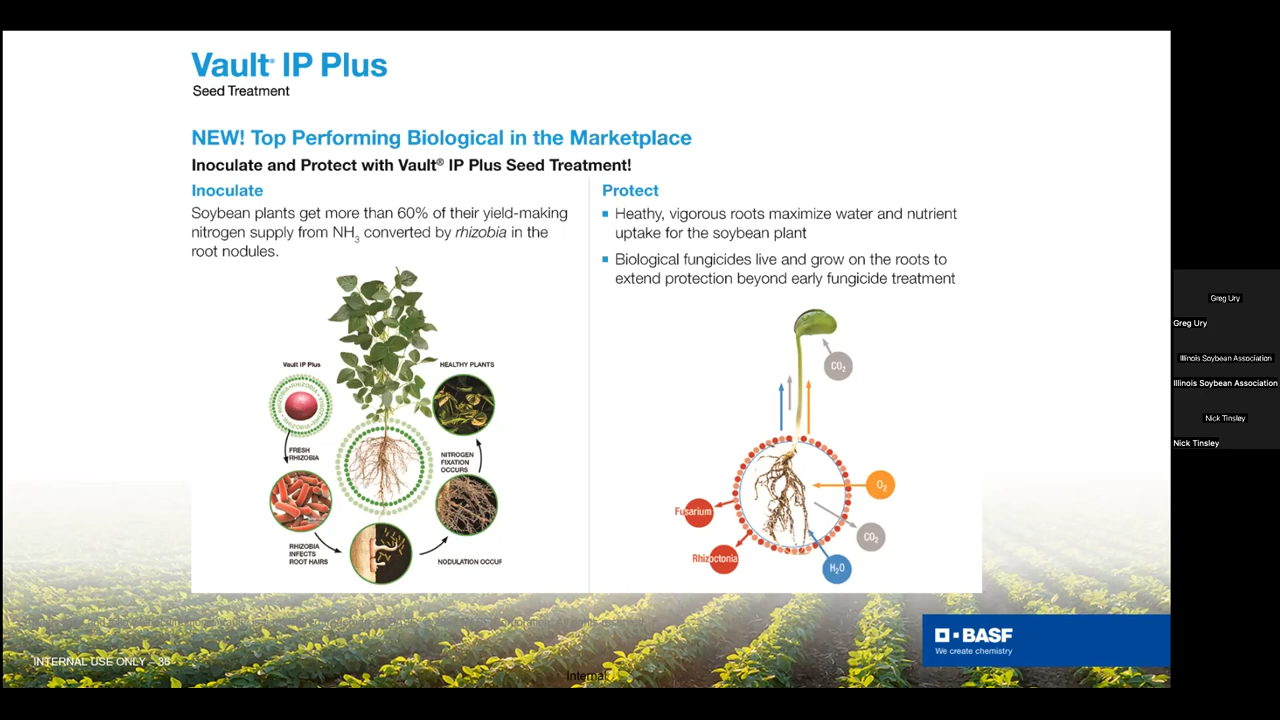 Vault® IP Plus
Seed Treatment
NEW! Top Performing Biological in the Marketplace
Inoculate and Protect with Vault® IP Plus Seed Treatment!
Inoculate
Soybean plants get more than 60% of their yield-making
nitrogen supply from NH3 converted by rhizobia in the
root nodules.
Vault IP Plus
HEALTHY PLANTS
FRESH
RHIZOBIA
NITROGEN
FIXATION
OCCURS
RHIZOBIA
INFECTS
ROOT HAIRS
NODULATION OCCUR
Protect
Heathy, vigorous roots maximize water and nutrient
uptake for the soybean plant
Biological fungicides live and grow on the roots to
extend protection beyond early fungicide treatment
CO2
O2
Fusarium
CO2
Rhizoctonia
H2O
BASF
We create chemistry
INTERNAL USE ONLY - 36
Internal
Greg Ury
Greg Ury
Illinois Soybean Association
Illinois Soybean Association
Nick Tinsley
Nick Tinsley